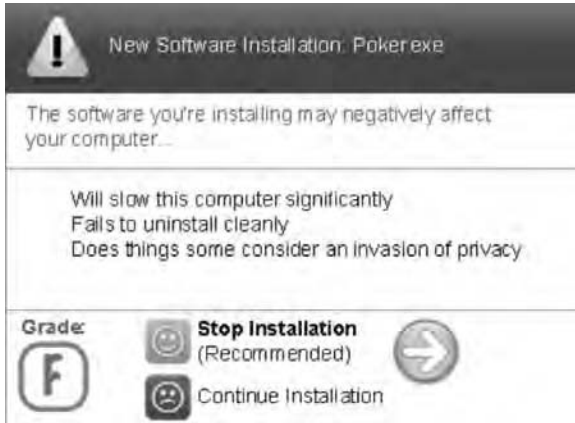 New Software Installation: Poker.exe
The software you're installing may negatively affect
your computer...
Will slow this computer significantly
Fails to uninstall cleanly
Does things some consider an invasion of privacy
Grade:
F
Stop Installation
(Recommended)
Continue Installation